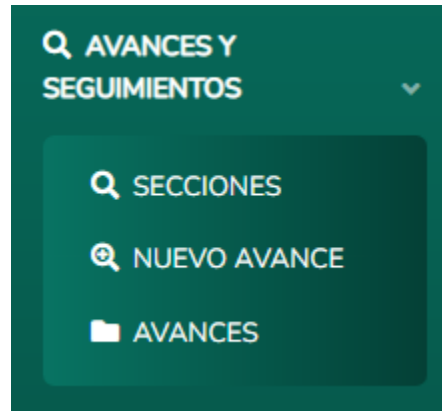 AVANCES Y
SEGUIMIENTOS
SECCIONES
NUEVO AVANCE
AVANCES